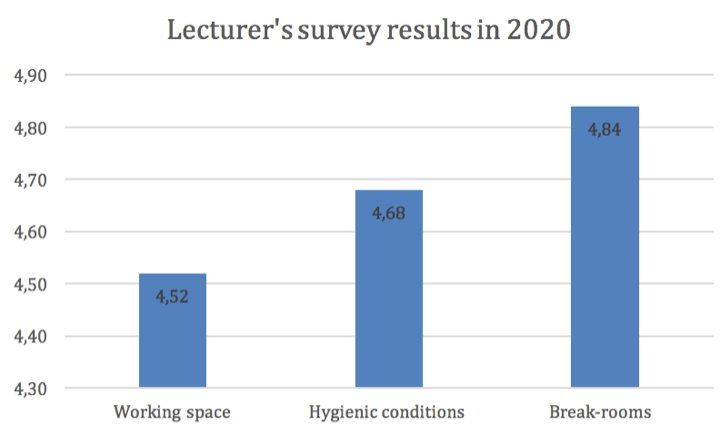 Lecturer's survey results in 2020
4,90
4,80
4,70
4,60
4,50
4,40
4,30
4,52
4,68
4,84
Working space
Hygienic conditions
Break-rooms